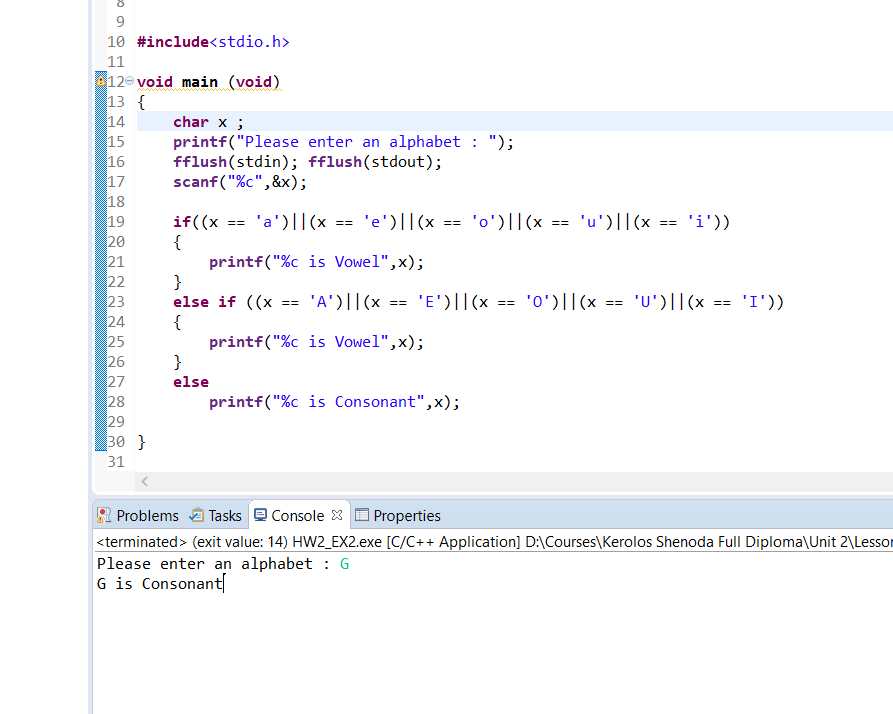 8
9
10 #include<stdio.h>
11
12 void main (void)
13 {
14 char x ;
15 printf("Please enter an alphabet : ");
16 fflush(stdin); fflush(stdout);
17 scanf("%c",&x);
18
19 if((x == 'a')||(x == 'e')||(x == 'o')||(x == 'u')||(x == 'i'))
20 {
21 printf("%c is Vowel",x);
22 }
23 else if ((x == 'A')||(x == 'E')||(x == 'O')||(x == 'U')||(x == 'I'))
24 {
25 printf("%c is Vowel",x);
26 }
27 else
28 printf("%c is Consonant",x);
29
30 }
31
Problems Tasks Console Properties
<terminated> (exit value: 14) HW2_EX2.exe [C/C++ Application] D:\Courses\Kerolos Shenoda Full Diploma\Unit 2\Lesson
Please enter an alphabet : G
G is Consonant